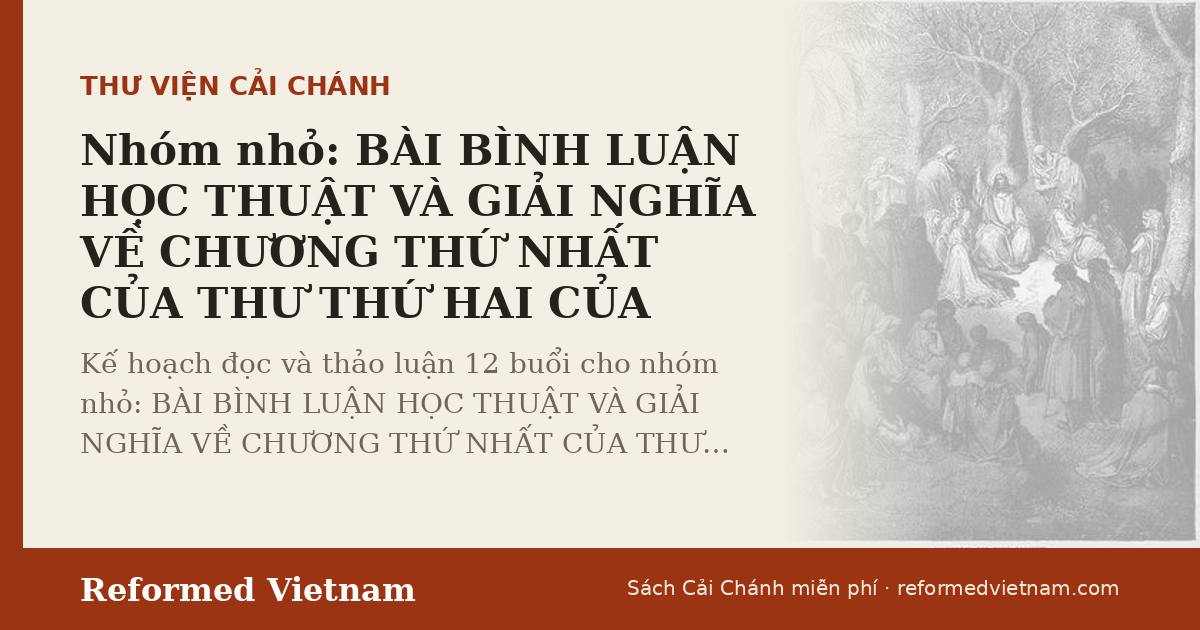 THƯ VIỆN CẢI CHÁNH
Nhóm nhỏ: BÀI BÌNH LUẬN
HỌC THUẬT VÀ GIẢI NGHĨA
VỀ CHƯƠNG THỨ NHẤT
CỦA THƯ THỨ HAI CỦA
Kế hoạch đọc và thảo luận 12 buổi cho nhóm
nhỏ: BÀI BÌNH LUẬN HỌC THUẬT VÀ GIẢI
NGHĨA VỀ CHƯƠNG THỨ NHẤT CỦA THƯ…
Reformed Vietnam
Sách Cải Chánh miễn phí · reformedvietnam.com